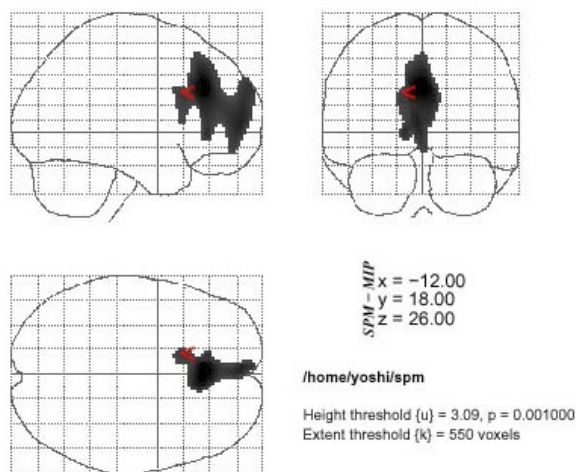 SPM-MIP
x = −12.00
y = 18.00
z = 26.00
/home/yoshi/spm
Height threshold {u} = 3.09, p = 0.001000
Extent threshold {k} = 550 voxels